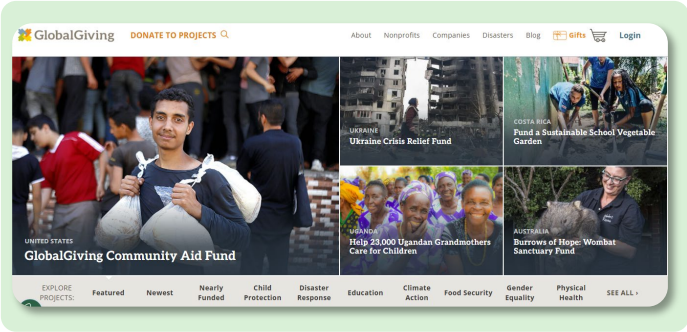 GlobalGiving
DONATE TO PROJECTS
About Nonprofits Companies Disasters Blog Gifts Login
UNITED STATES
GlobalGiving Community Aid Fund
UKRAINE
Ukraine Crisis Relief Fund
COSTA RICA
Fund a Sustainable School Vegetable
Garden
UGANDA
Help 23,000 Ugandan Grandmothers
Care for Children
AUSTRALIA
Burrows of Hope: Wombat
Sanctuary Fund
EXPLORE
PROJECTS:
Featured
Newest
Nearly
Funded
Child
Protection
Disaster
Response
Education
Climate
Action
Food Security
Gender
Equality
Physical
Health
SEE ALL ›